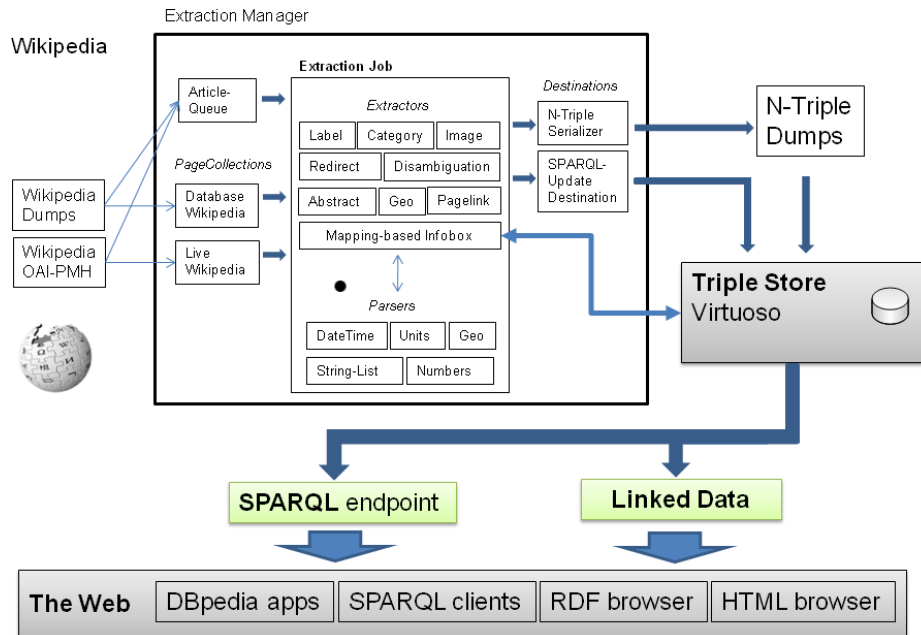 Extraction Manager
Wikipedia
Extraction Job
Article-
Queue
Extractors
Destinations
N-Triple
Serializer
N-Triple
Dumps
Label
Category
Image
Redirect
Disambiguation
PageCollections
SPARQL-
Update
Destination
Wikipedia
Dumps
Database
Wikipedia
Abstract
Geo
Pagelink
Mapping-based Infobox
Wikipedia
OAI-PMH
Live
Wikipedia
Triple Store
Virtuoso
Parsers
DateTime
Units
Geo
String-List
Numbers
SPARQL endpoint
Linked Data
The Web
DBpedia apps
SPARQL clients
RDF browser
HTML browser